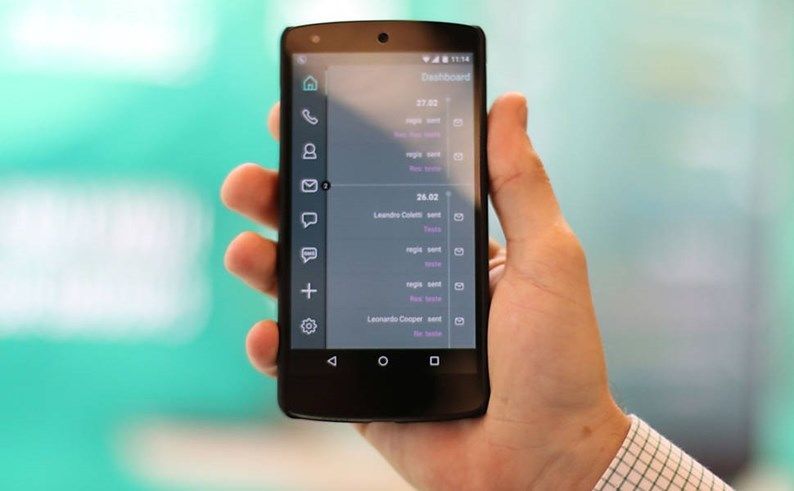 11:14
Dashboard
27.02
regis sent
Res: Res: teste
regis sent
Res: teste
2
26.02
Leandro Coletti sent
Teste
regis sent
teste
regis sent
Res: teste
Leonardo Cooper sent
Re: teste